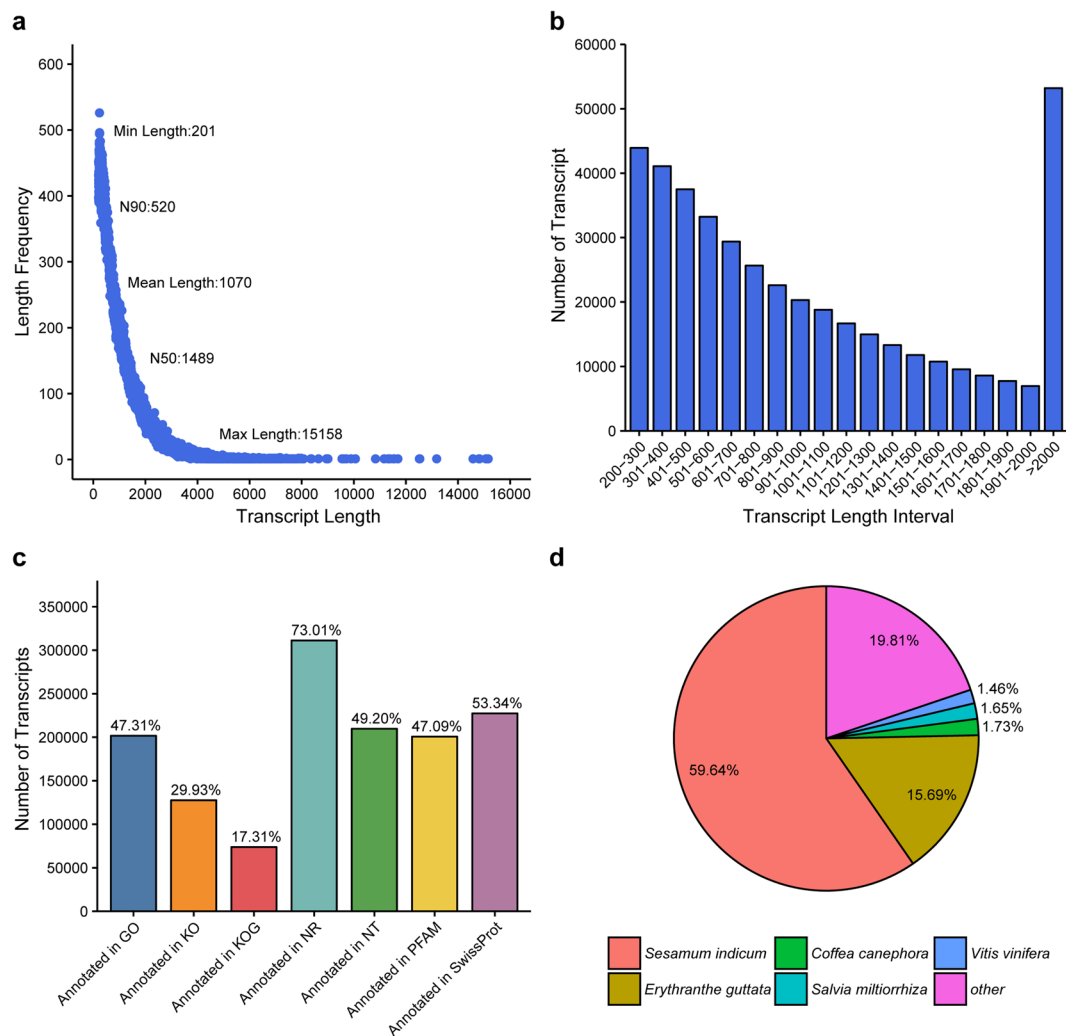 a
600
500
400
300
200
100
0
Length Frequency
Min Length:201
N90:520
Mean Length:1070
N50:1489
Max Length:15158
0 2000 4000 6000 8000 10000 12000 14000 16000
Transcript Length
b
60000
50000
40000
30000
20000
10000
0
Number of Transcript
200−300
301−400
401−500
501−600
601−700
701−800
801−900
901−1000
1001−1100
1101−1200
1201−1300
1301−1400
1401−1500
1501−1600
1601−1700
1701−1800
1801−1900
1901−2000
>2000
Transcript Length Interval
c
350000
300000
250000
200000
150000
100000
50000
0
Number of Transcripts
47.31%
29.93%
17.31%
73.01%
49.20%
47.09%
53.34%
Annotated in GO
Annotated in KO
Annotated in KOG
Annotated in NR
Annotated in NT
Annotated in PFAM
Annotated in SwissProt
d
19.81%
1.46%
1.65%
1.73%
15.69%
59.64%
Sesamum indicum
Coffea canephora
Vitis vinifera
Erythranthe guttata
Salvia miltiorrhiza
other